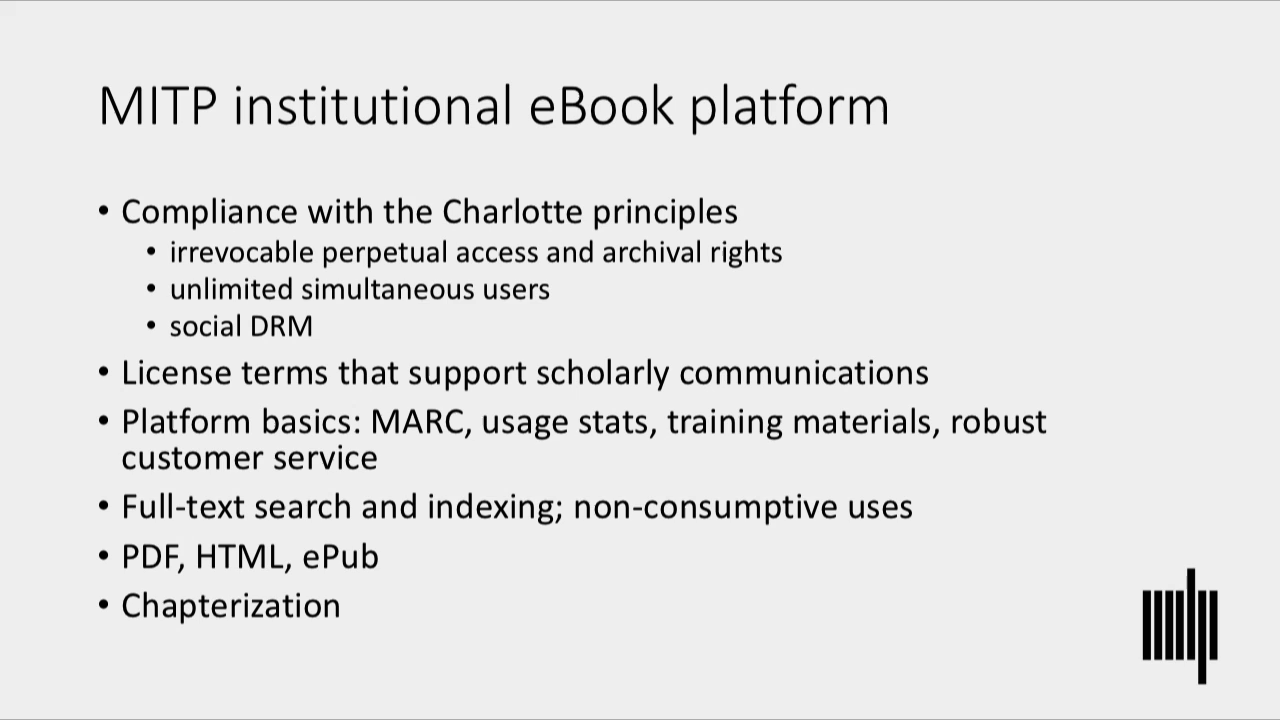 MITP institutional eBook platform
• Compliance with the Charlotte principles
• irrevocable perpetual access and archival rights
• unlimited simultaneous users
• social DRM
• License terms that support scholarly communications
• Platform basics: MARC, usage stats, training materials, robust
customer service
• Full-text search and indexing; non-consumptive uses
• PDF, HTML, ePub
• Chapterization